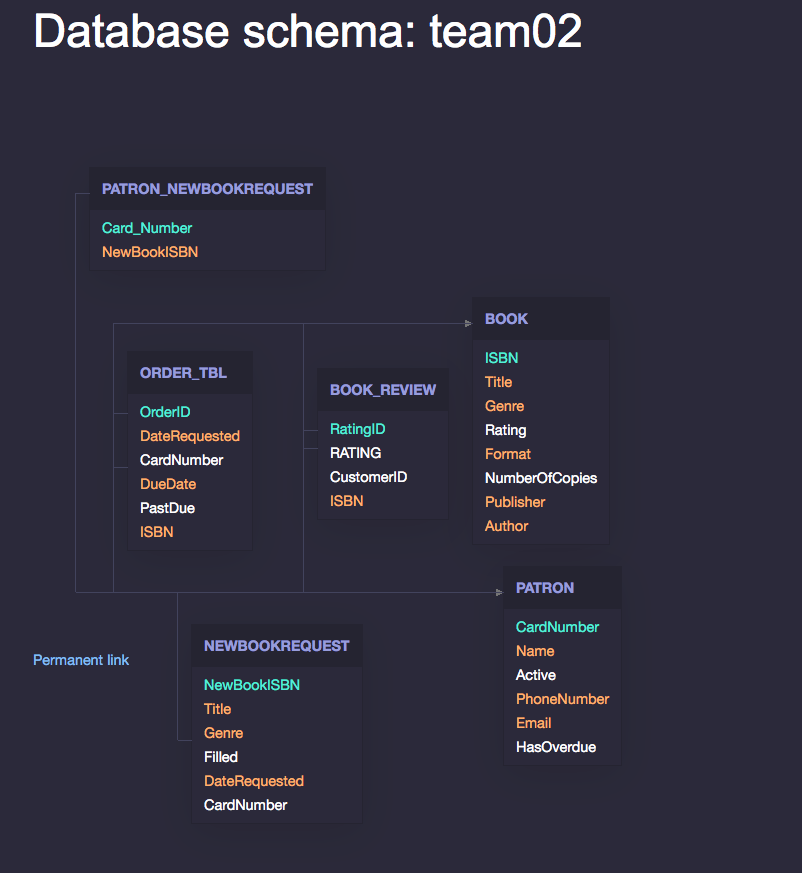 Database schema: team02
PATRON_NEWBOOKREQUEST
Card_Number
NewBookISBN
ORDER_TBL
OrderID
DateRequested
CardNumber
DueDate
PastDue
ISBN
BOOK_REVIEW
RatingID
RATING
CustomerID
ISBN
BOOK
ISBN
Title
Genre
Rating
Format
NumberOfCopies
Publisher
Author
PATRON
CardNumber
Name
Active
PhoneNumber
Email
HasOverdue
Permanent link
NEWBOOKREQUEST
NewBookISBN
Title
Genre
Filled
DateRequested
CardNumber